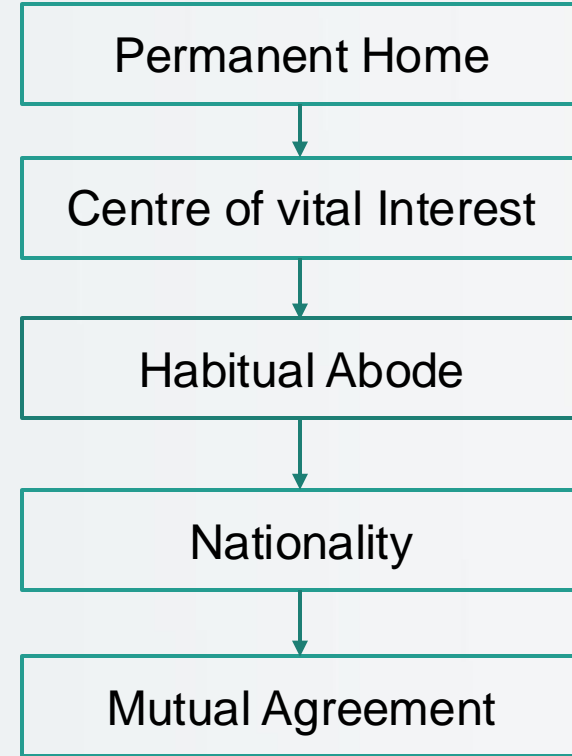 Permanent Home
Centre of vital Interest
Habitual Abode
Nationality
Mutual Agreement